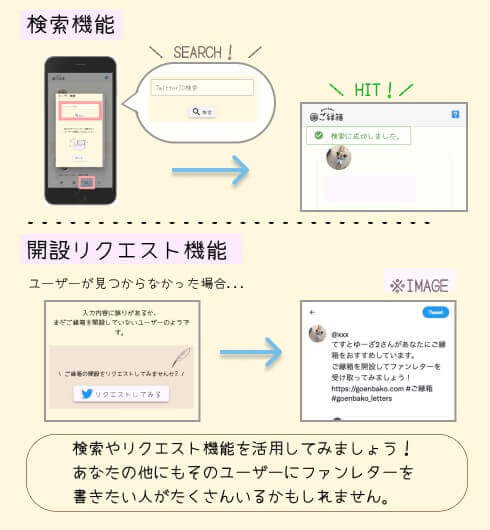 検索機能
\ SEARCH! /
TwitterID検索
検索
\ HIT! /
ご縁箱
検索に成功しました。
開設リクエスト機能
ユーザーが見つからなかった場合...
※IMAGE
入力内容に誤りがあるか、
まだご縁箱を開設していないユーザーのようで
す。
\ ご縁箱の開設をリクエストしてみませんか? /
リクエストしてみる
Tweet
@xxx
てすとゆーざ2さんがあなたにご縁
箱をおすすめしています。
ご縁箱を開設してファンレターを
受け取ってみましょう!
https://goenbako.com #ご縁箱
#goenbako_letters
検索やリクエスト機能を活用してみましょう!
あなたの他にもそのユーザーにファンレターを
書きたい人がたくさんいるかもしれません。